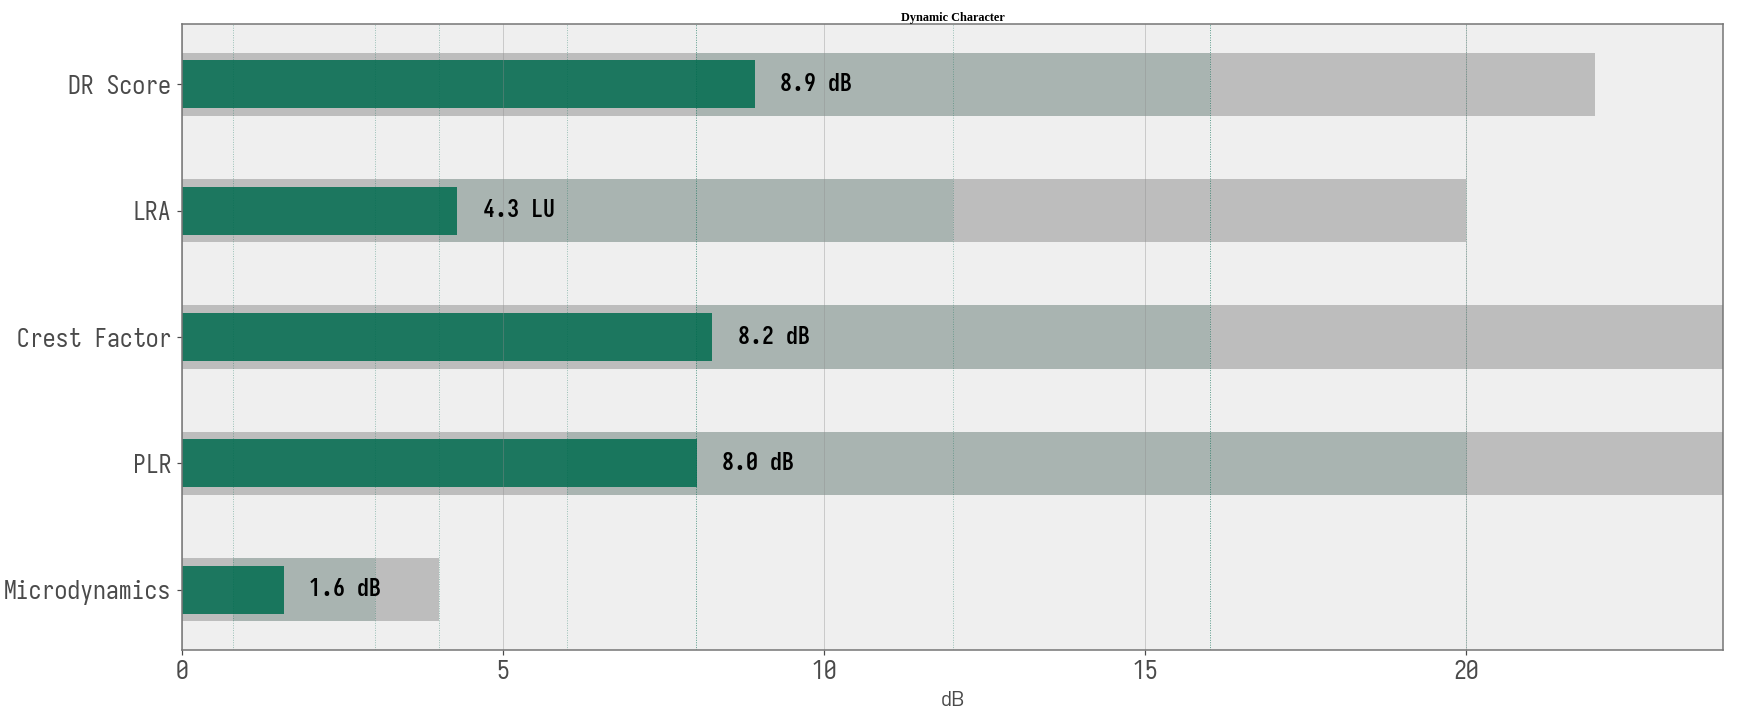 Dynamic Character
DR Score
8.9 dB
LRA
4.3 LU
Crest Factor
8.2 dB
PLR
8.0 dB
Microdynamics
1.6 dB
0 5 10 15 20
dB